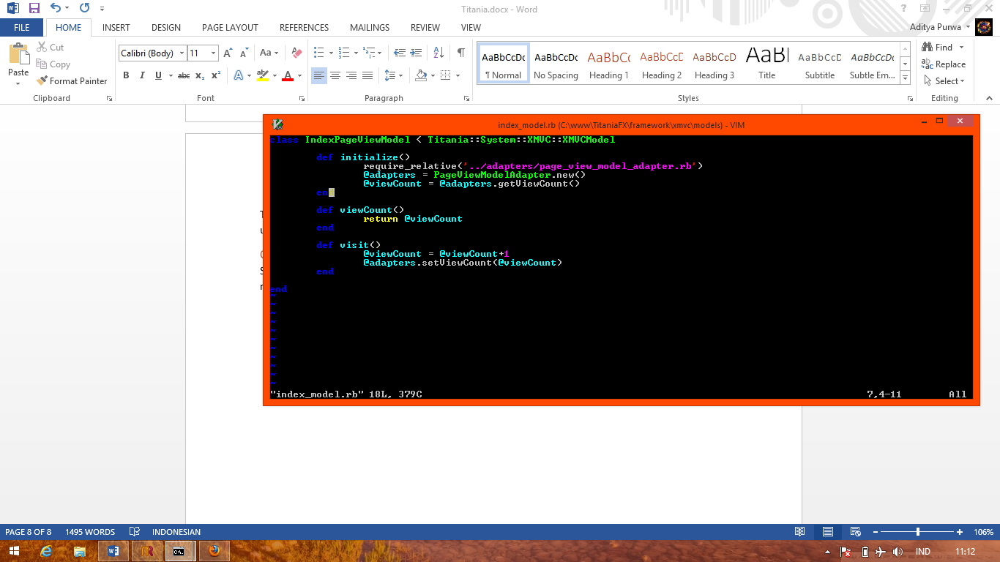 Titania.docx - Word
FILE HOME INSERT DESIGN PAGE LAYOUT REFERENCES MAILINGS REVIEW VIEW
Aditya Purwa
Paste
Cut
Copy
Format Painter
Clipboard
Calibri (Body) 11
Font
Paragraph
AaBbCcDc AaBbCcDc AaBbCc AaBbCcD AaBbCcD AaBl AaBbCcD AaBbCcDc
¶ Normal No Spacing Heading 1 Heading 2 Heading 3 Title Subtitle Subtle Em...
Styles
Find
Replace
Select
Editing
index_model.rb (C:\www\TitaniaFX\framework\xmvc\models) - VIM
class IndexPageViewModel < Titania::System::XMVC::XMVCModel
def initialize()
require_relative('../adapters/page_view_model_adapter.rb')
@adapters = PageViewModelAdapter.new()
@viewCount = @adapters.getViewCount()
end
def viewCount()
return @viewCount
end
def visit()
@viewCount = @viewCount+1
@adapters.setViewCount(@viewCount)
end
end
~
~
~
~
~
~
~
~
~
~
~
"index_model.rb" 18L, 379C 7,4-11 All
PAGE 8 OF 8 1495 WORDS INDONESIAN 106%
IND 11:12